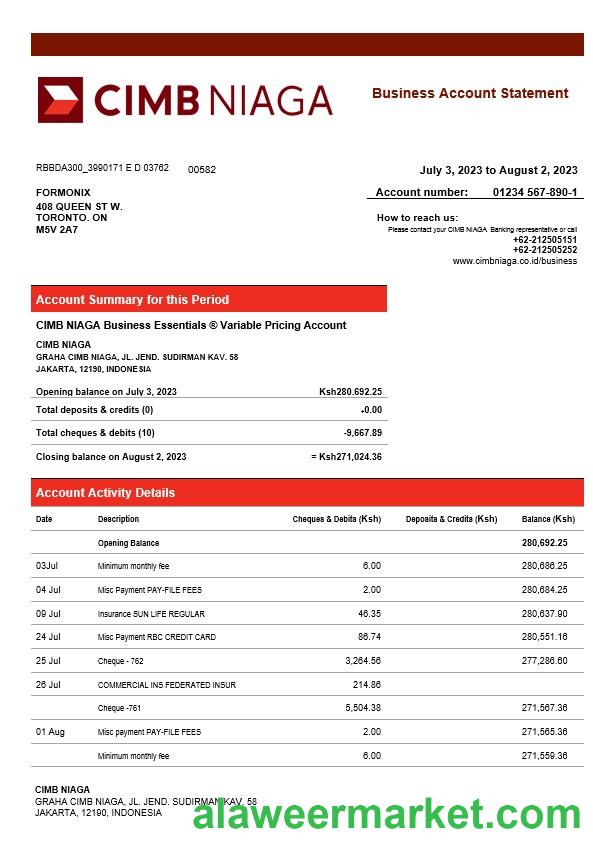 CIMB NIAGA
Business Account Statement
RBBDA300_3990171 E D 03762 00582
July 3, 2023 to August 2, 2023
FORMONIX
408 QUEEN ST W.
TORONTO. ON
M5V 2A7
Account number: 01234 567-890-1
How to reach us:
Please contact your CIMB NIAGA Banking representive or call
+62-212505151
+62-212505252
www.cimbniaga.co.id/business
Account Summary for this Period
CIMB NIAGA Business Essentials ® Variable Pricing Account
CIMB NIAGA
GRAHA CIMB NIAGA, JL. JEND. SUDIRMAN KAV. 58
JAKARTA, 12190, INDONESIA
Opening balance on July 3, 2023 Ksh280.692.25
Total deposits & credits (0) +0.00
Total cheques & debits (10) -9,667.89
Closing balance on August 2, 2023 = Ksh271,024.36
Account Activity Details
Date Description Cheques & Debits (Ksh) Deposits & Credits (Ksh) Balance (Ksh)
Opening Balance 280,692.25
03Jul Minimum monthly fee 6.00 280,686.25
04 Jul Misc Payment PAY-FILE FEES 2.00 280,684.25
09 Jul Insurance SUN LIFE REGULAR 46.35 280,637.90
24 Jul Misc Payment RBC CREDIT CARD 86.74 280,551.16
25 Jul Cheque - 762 3,264.56 277,286.60
26 Jul COMMERCIAL INS FEDERATED INSUR 214.86
Cheque -761 5,504.38 271,567.36
01 Aug Misc payment PAY-FILE FEES 2.00 271,565.36
Minimum monthly fee 6.00 271,559.36
CIMB NIAGA
GRAHA CIMB NIAGA, JL. JEND. SUDIRMAN KAV. 58
JAKARTA, 12190, INDONESIA
alaweermarket.com